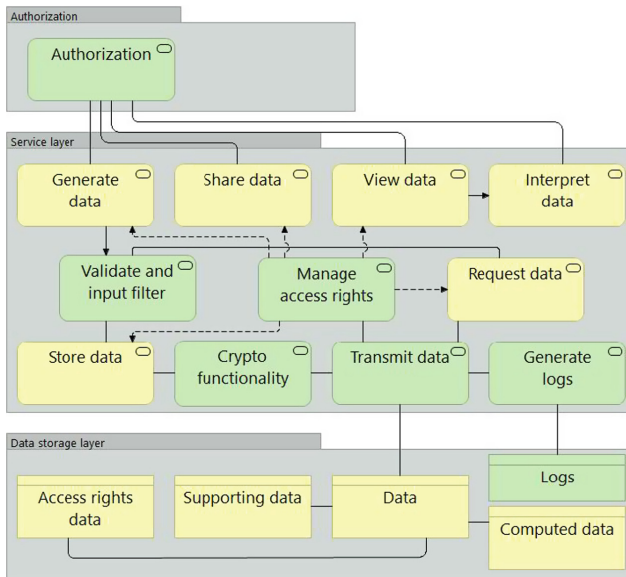 Authorization
Authorization
Service layer
Generate
data
Share data
View data
Interpret
data
Validate and
input filter
Manage
access rights
Request data
Store data
Crypto
functionality
Transmit data
Generate
logs
Data storage layer
Access rights
data
Supporting data
Data
Logs
Computed data